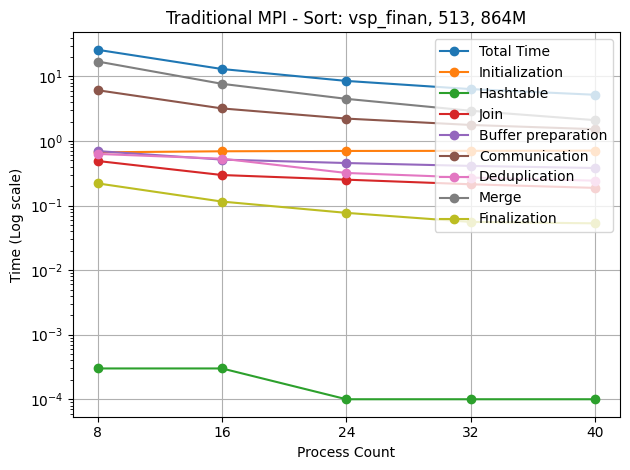 Traditional MPI - Sort: vsp_finan, 513, 864M
Time (Log scale)
10¹
10⁰
10⁻¹
10⁻²
10⁻³
10⁻⁴
Total Time
Initialization
Hashtable
Join
Buffer preparation
Communication
Deduplication
Merge
Finalization
8 16 24 32 40
Process Count